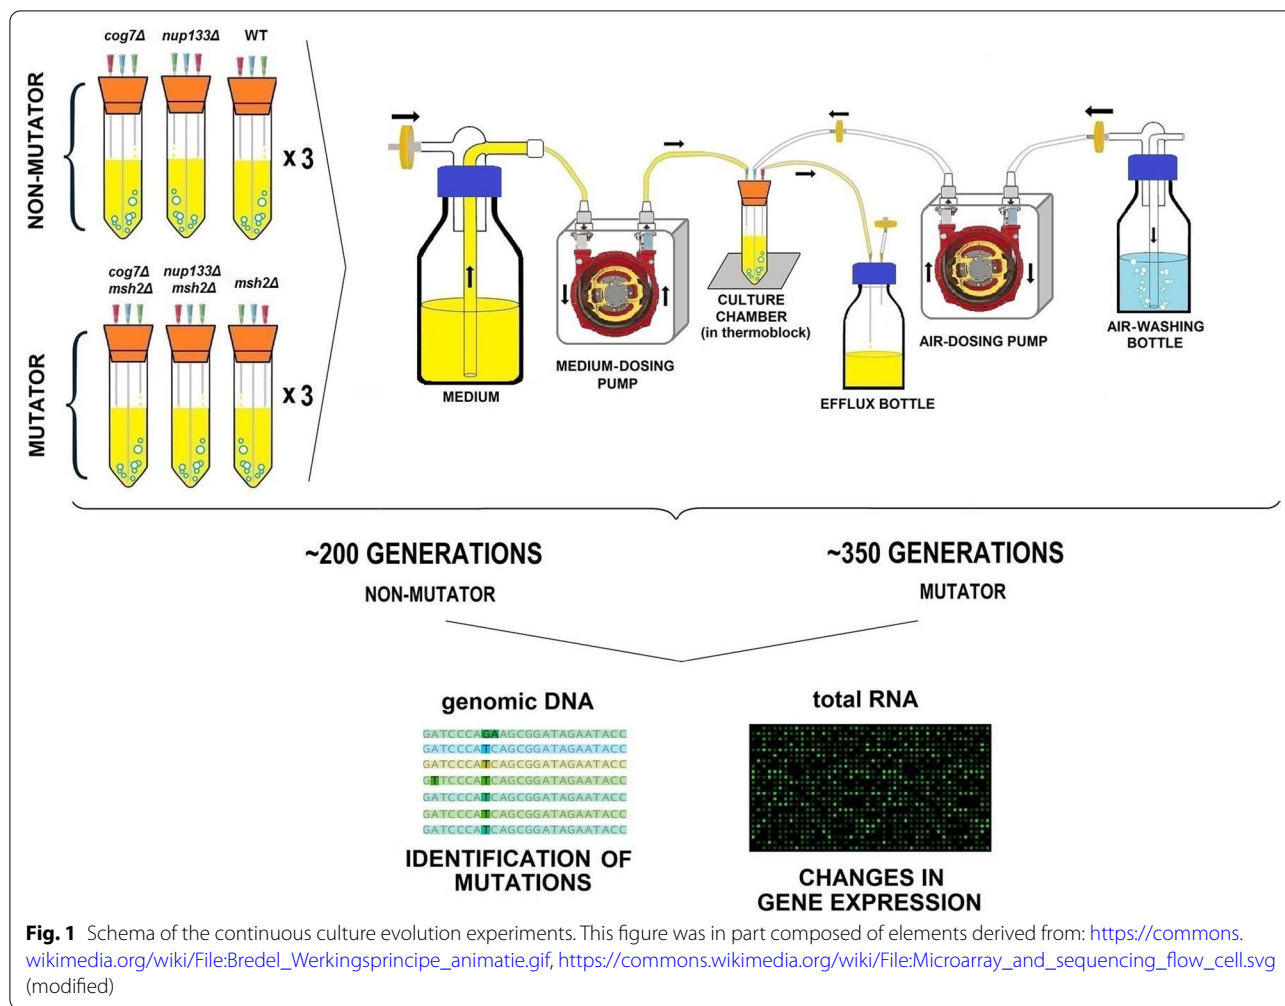 cog7Δ nup133Δ WT
NON-MUTATOR
x 3
cog7Δ nup133Δ msh2Δ
msh2Δ msh2Δ
MUTATOR
x 3
MEDIUM
MEDIUM-DOSING
PUMP
CULTURE
CHAMBER
(in thermoblock)
EFFLUX BOTTLE
AIR-DOSING PUMP
AIR-WASHING
BOTTLE
~200 GENERATIONS
NON-MUTATOR
~350 GENERATIONS
MUTATOR
genomic DNA
GATCCCAGAAGCGGATAGAATACC
GATCCCATCAGCGGATAGAATACC
GATCCCATCAGCGGATAGAATACC
GTTCCCATCAGCGGATAGAATACC
GATCCCATCAGCGGATAGAATACC
GATCCCATCAGCGGATAGAATACC
GATCCCATCAGCGGATAGAATACC
IDENTIFICATION OF
MUTATIONS
total RNA
CHANGES IN
GENE EXPRESSION
Fig. 1 Schema of the continuous culture evolution experiments. This figure was in part composed of elements derived from: https://commons.
wikimedia.org/wiki/File:Bredel_Werkingsprincipe_animatie.gif, https://commons.wikimedia.org/wiki/File:Microarray_and_sequencing_flow_cell.svg
(modified)